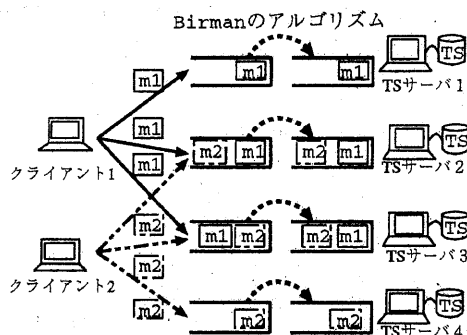 Birmanのアルゴリズム
m1
m1
m1
TS
TSサーバ1
m1
m1
クライアント1
m2
m1
m2
m1
TS
TSサーバ2
m2
m1
m2
m2
m1
TS
TSサーバ3
m2
クライアント2
m2
m2
m2
TS
TSサーバ4